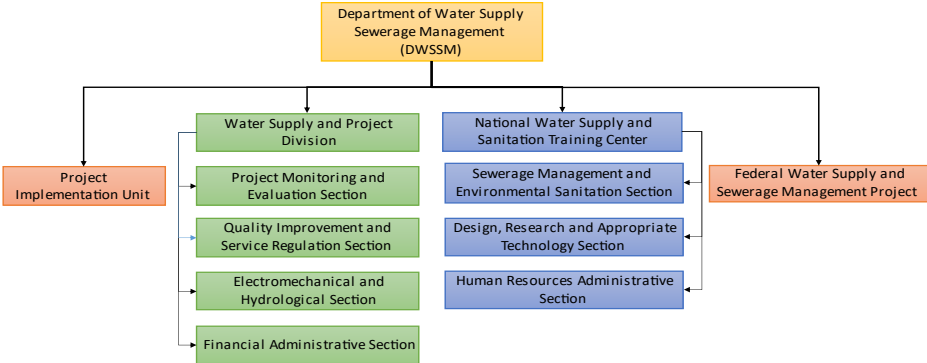 Department of Water Supply
Sewerage Management
(DWSSM)
Water Supply and Project
Division
National Water Supply and
Sanitation Training Center
Project
Implementation Unit
Project Monitoring and
Evaluation Section
Sewerage Management and
Environmental Sanitation Section
Federal Water Supply and
Sewerage Management Project
Quality Improvement and
Service Regulation Section
Design, Research and Appropriate
Technology Section
Electromechanical and
Hydrological Section
Human Resources Administrative
Section
Financial Administrative Section